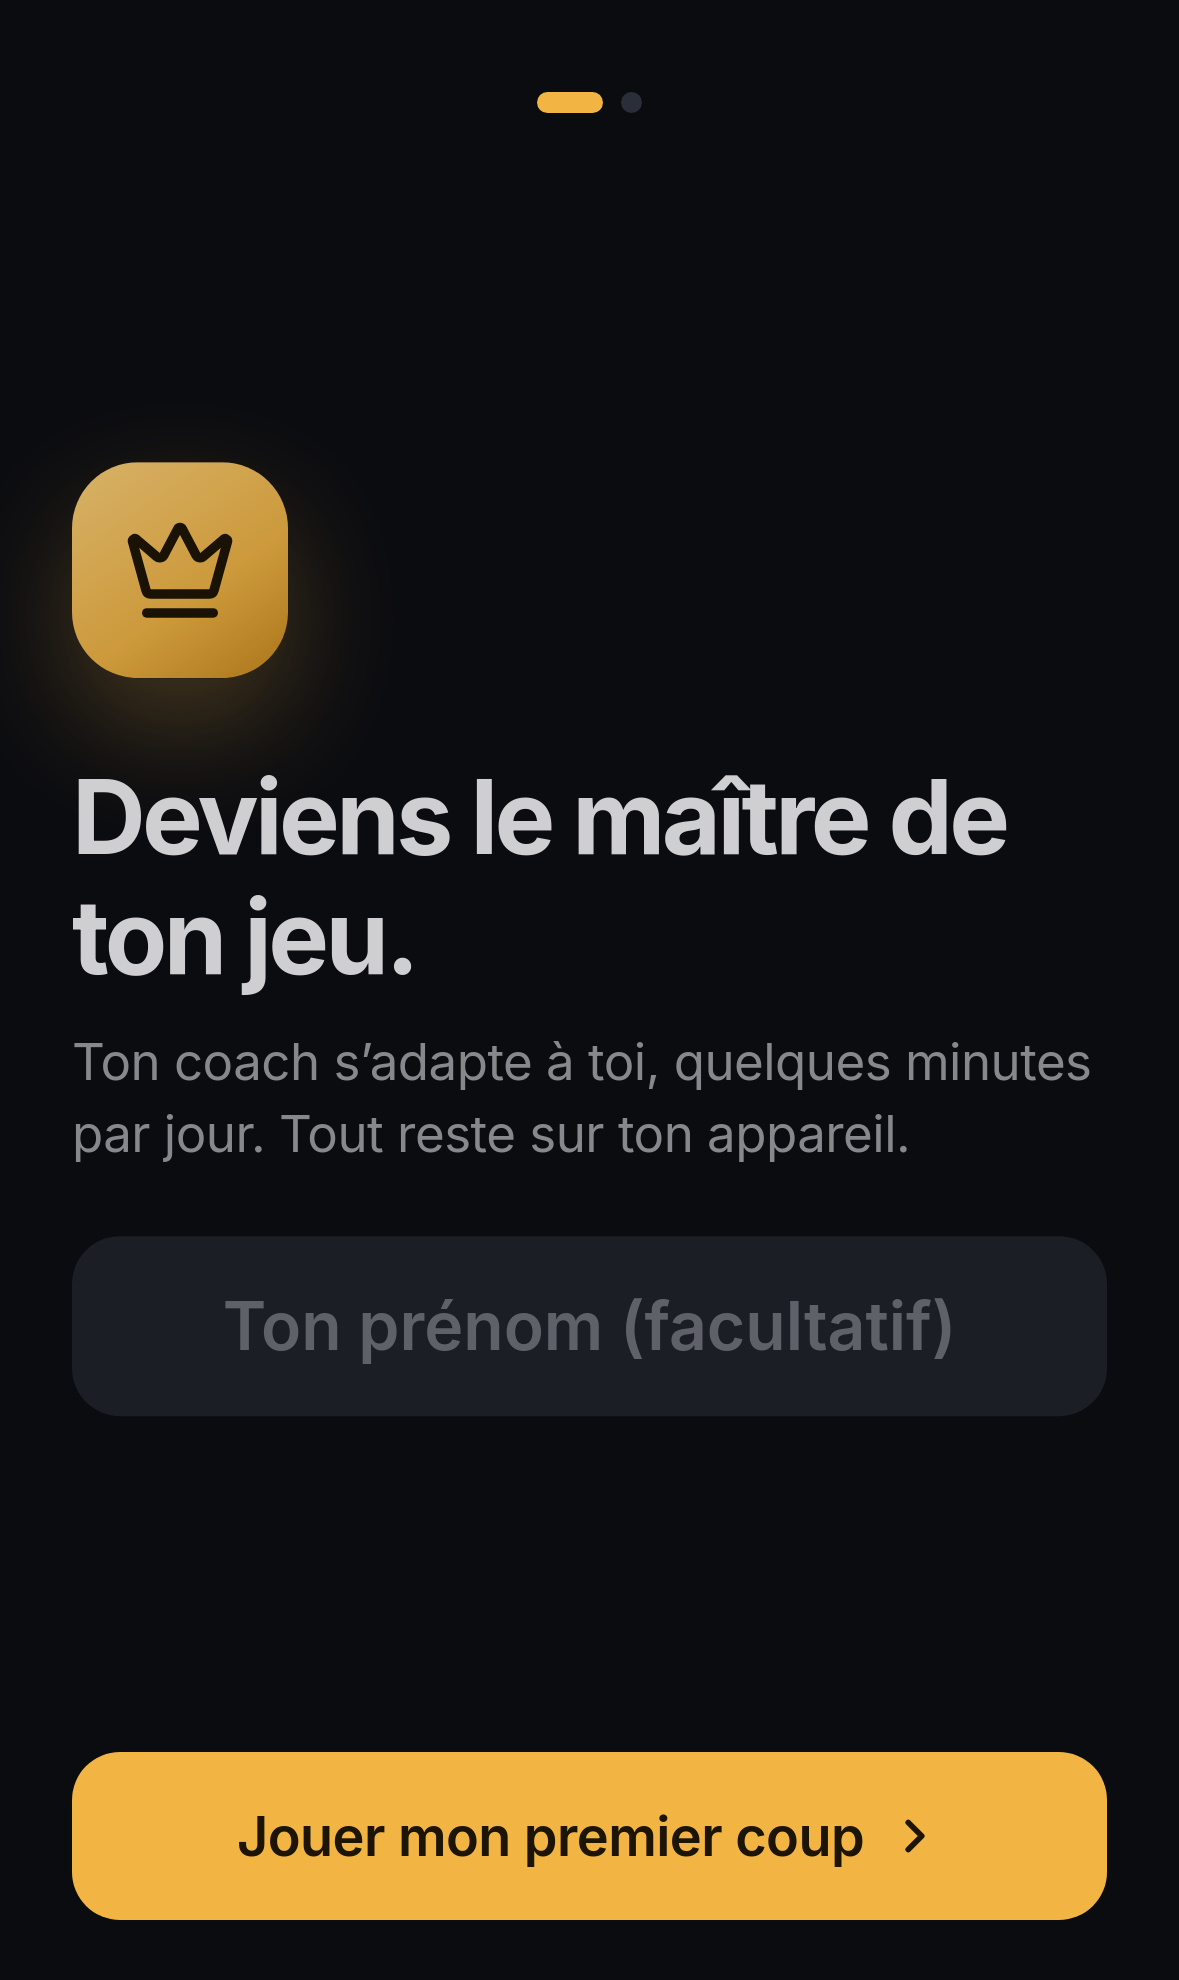 Deviens le maître de
ton jeu.
Ton coach s’adapte à toi, quelques minutes
par jour. Tout reste sur ton appareil.
Ton prénom (facultatif)
Jouer mon premier coup